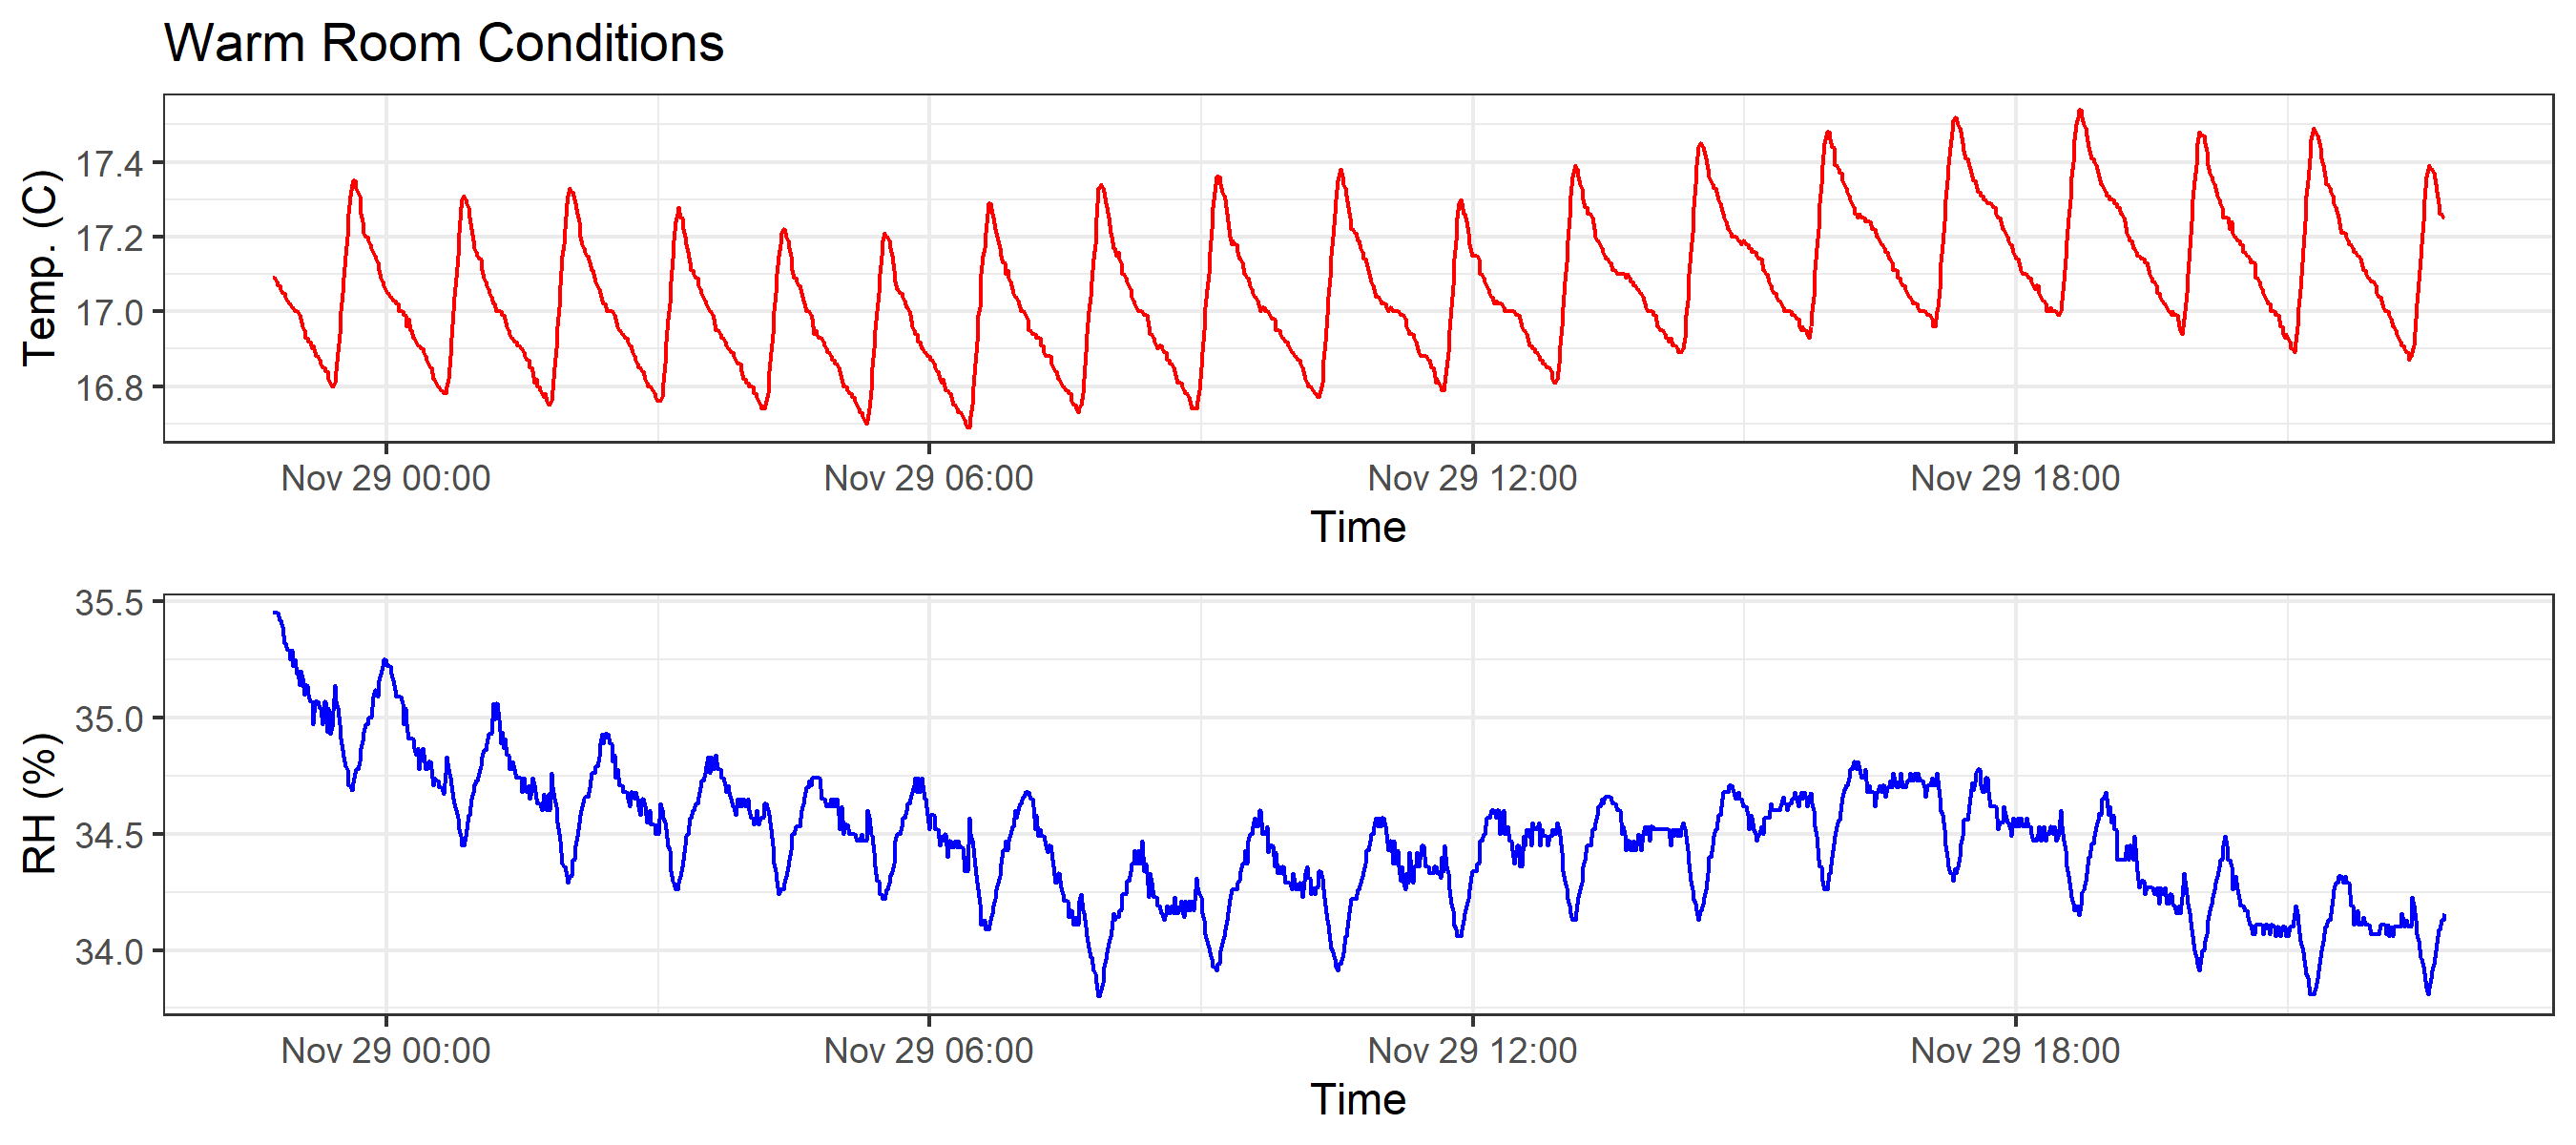 Warm Room Conditions
Temp. (C)
17.4
17.2
17.0
16.8
Nov 29 00:00 Nov 29 06:00 Nov 29 12:00 Nov 29 18:00
Time
RH (%)
35.5
35.0
34.5
34.0
Nov 29 00:00 Nov 29 06:00 Nov 29 12:00 Nov 29 18:00
Time